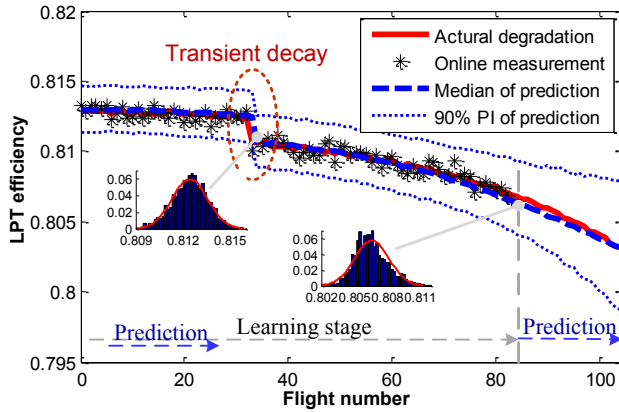 0.82
0.815
0.81
0.805
0.8
0.795
LPT efficiency
Transient decay
Actural degradation
Online measurement
Median of prediction
90% PI of prediction
0.06
0.04
0.02
0
0.809 0.812 0.815
0.06
0.04
0.02
0
0.802 0.805 0.808 0.811
Prediction
Learning stage
Prediction
0 20 40 60 80 100
Flight number